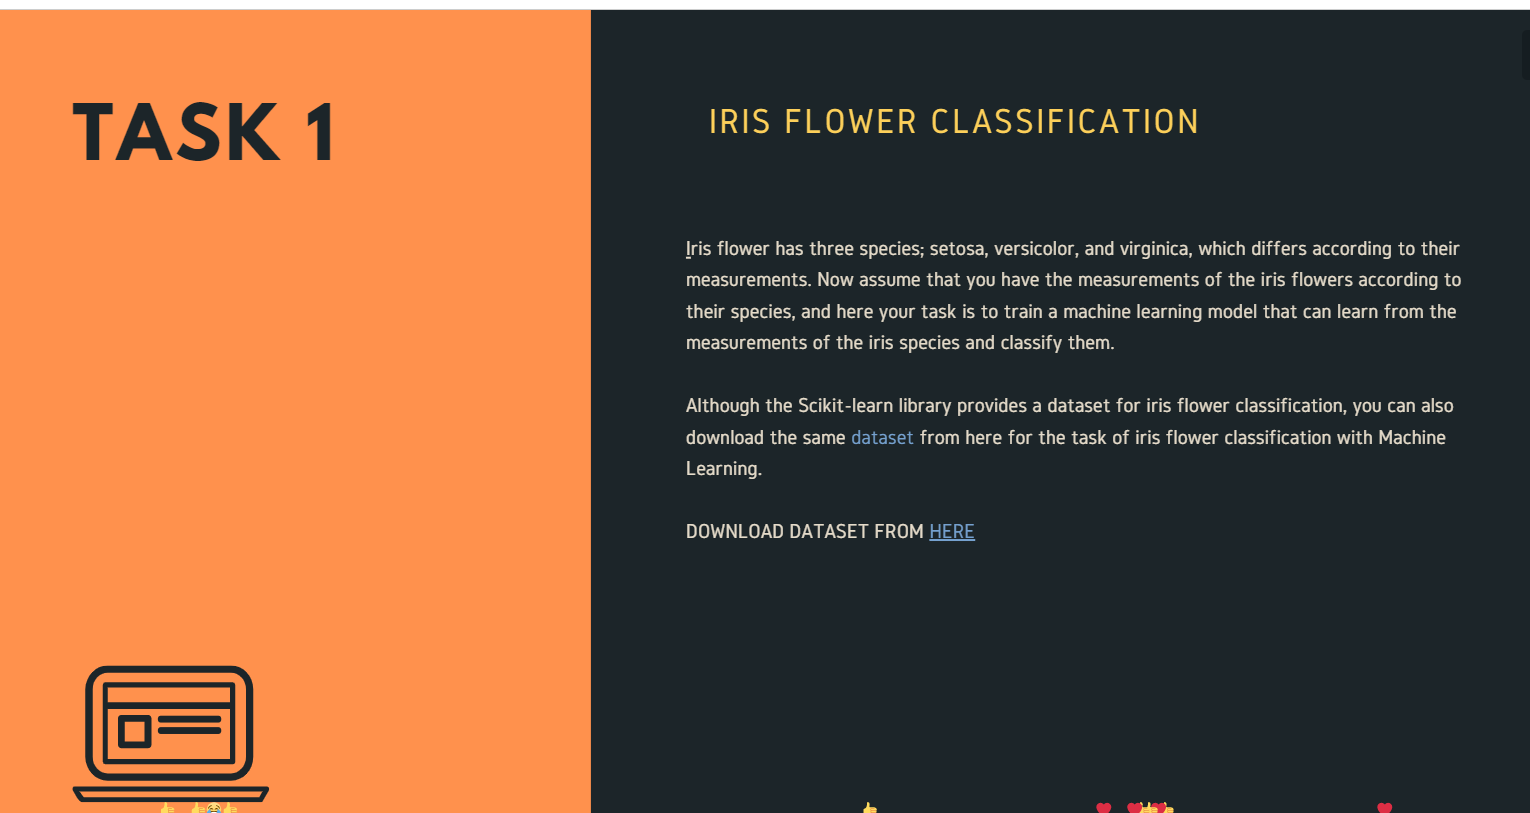 TASK 1
IRIS FLOWER CLASSIFICATION
Iris flower has three species; setosa, versicolor, and virginica, which differs according to their
measurements. Now assume that you have the measurements of the iris flowers according to
their species, and here your task is to train a machine learning model that can learn from the
measurements of the iris species and classify them.
Although the Scikit-learn library provides a dataset for iris flower classification, you can also
download the same dataset from here for the task of iris flower classification with Machine
Learning.
DOWNLOAD DATASET FROM HERE